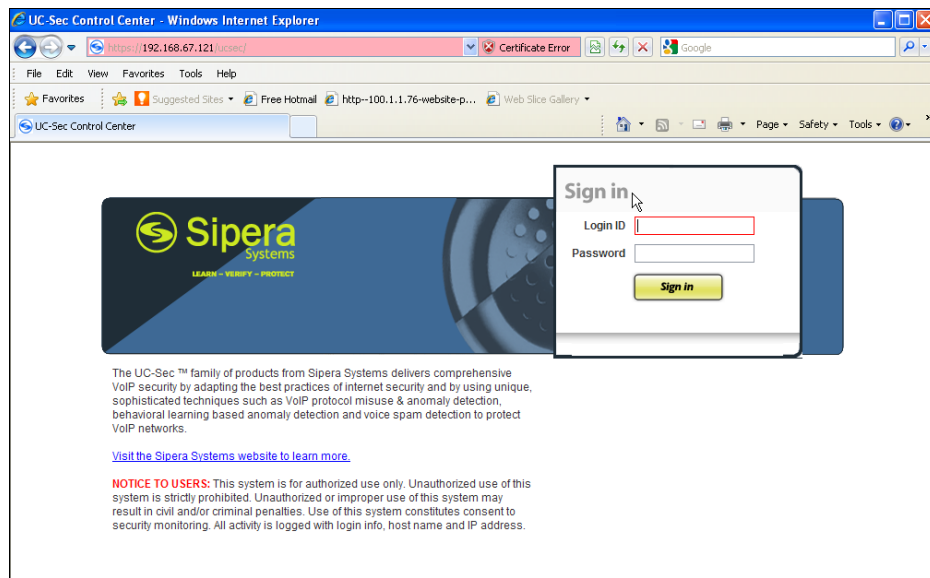 UC-Sec Control Center - Windows Internet Explorer
https://192.168.67.121/ucsec/
Certificate Error
Google
File Edit View Favorites Tools Help
Favorites
Suggested Sites
Free Hotmail
http--100.1.1.76-website-p...
Web Slice Gallery
UC-Sec Control Center
Page
Safety
Tools
Sipera
Systems
LEARN – VERIFY – PROTECT
Sign in
Login ID
Password
Sign in
The UC-Sec ™ family of products from Sipera Systems delivers comprehensive
VoIP security by adapting the best practices of internet security and by using unique,
sophisticated techniques such as VoIP protocol misuse & anomaly detection,
behavioral learning based anomaly detection and voice spam detection to protect
VoIP networks.
Visit the Sipera Systems website to learn more.
NOTICE TO USERS: This system is for authorized use only. Unauthorized use of this
system is strictly prohibited. Unauthorized or improper use of this system may
result in civil and/or criminal penalties. Use of this system constitutes consent to
security monitoring. All activity is logged with login info, host name and IP address.